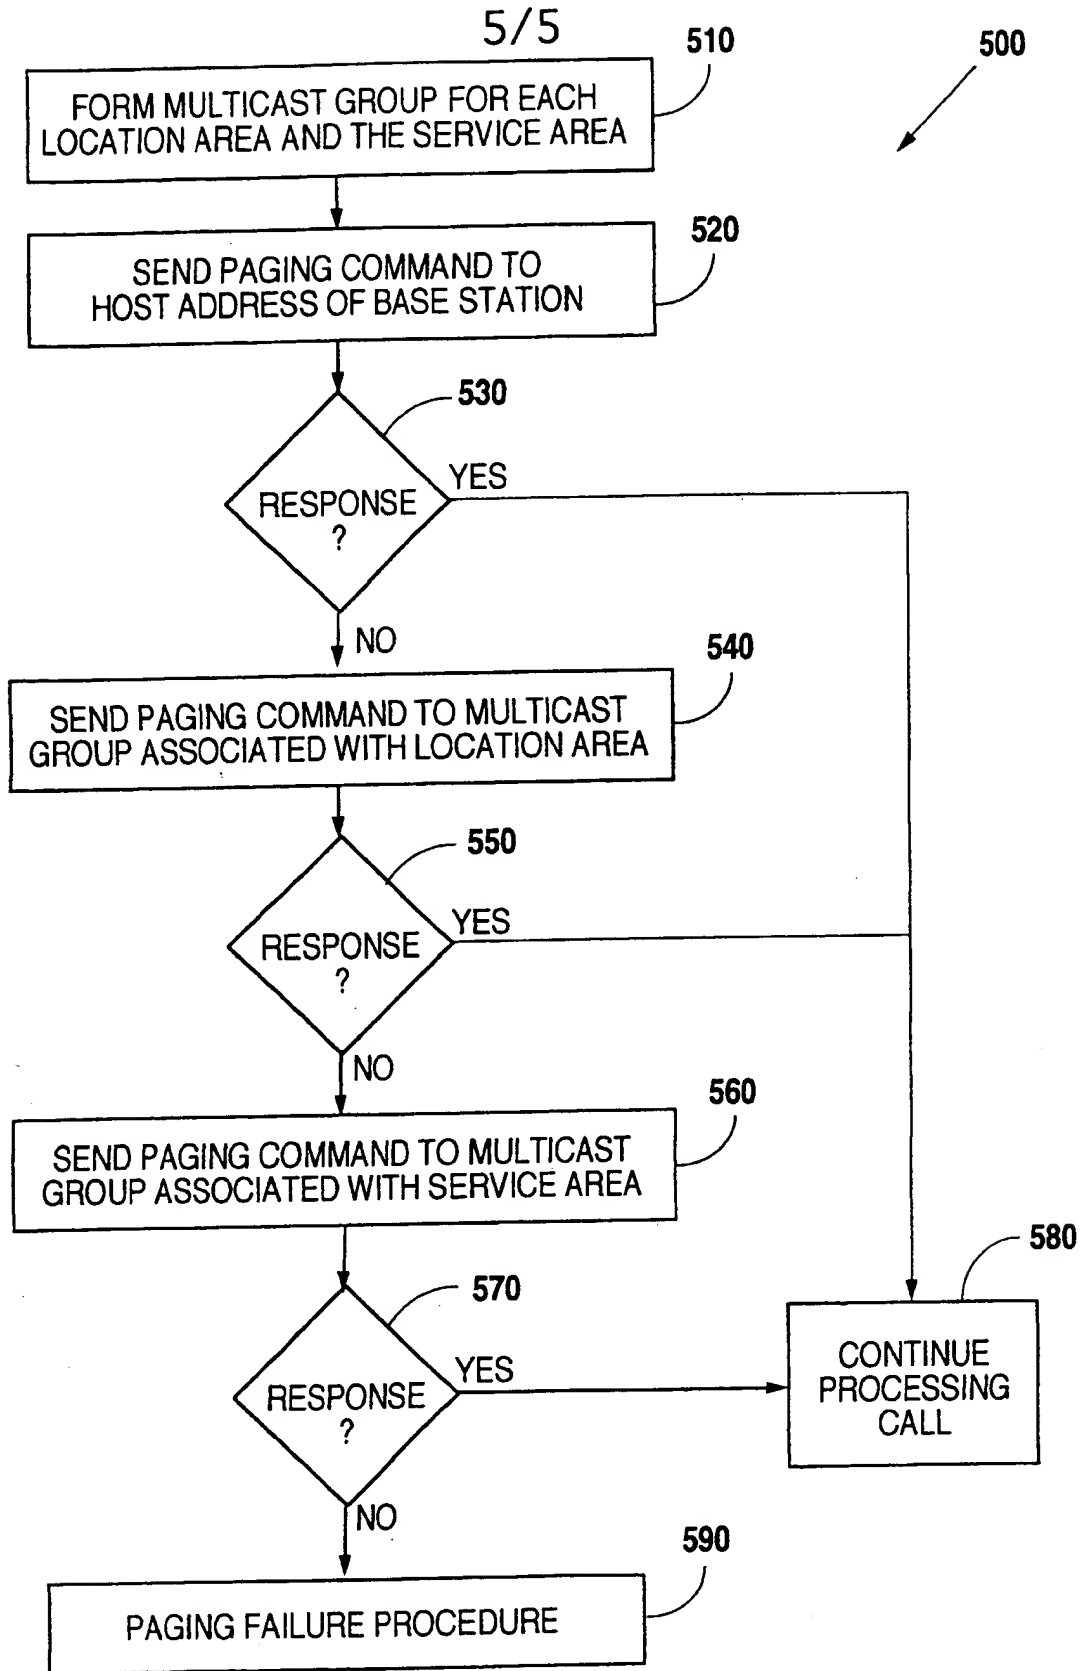 5/5
510
500
FORM MULTICAST GROUP FOR EACH
LOCATION AREA AND THE SERVICE AREA
520
SEND PAGING COMMAND TO
HOST ADDRESS OF BASE STATION
530
YES
RESPONSE
?
NO
540
SEND PAGING COMMAND TO MULTICAST
GROUP ASSOCIATED WITH LOCATION AREA
550
YES
RESPONSE
?
NO
560
SEND PAGING COMMAND TO MULTICAST
GROUP ASSOCIATED WITH SERVICE AREA
580
570
CONTINUE
PROCESSING
CALL
YES
RESPONSE
?
NO
590
PAGING FAILURE PROCEDURE